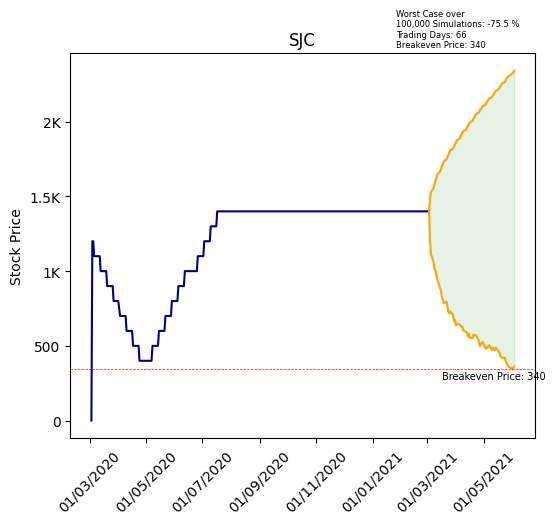 Worst Case over
100,000 Simulations: -75.5 %
Trading Days: 66
Breakeven Price: 340
SJC
Stock Price
2K
1.5K
1K
500
0
Breakeven Price: 340
01/03/2020
01/05/2020
01/07/2020
01/09/2020
01/11/2020
01/01/2021
01/03/2021
01/05/2021